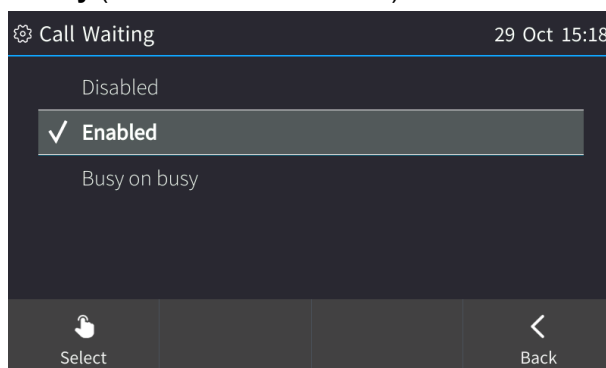 Call Waiting 29 Oct 15:18
Disabled
Enabled
Busy on busy
Select Back